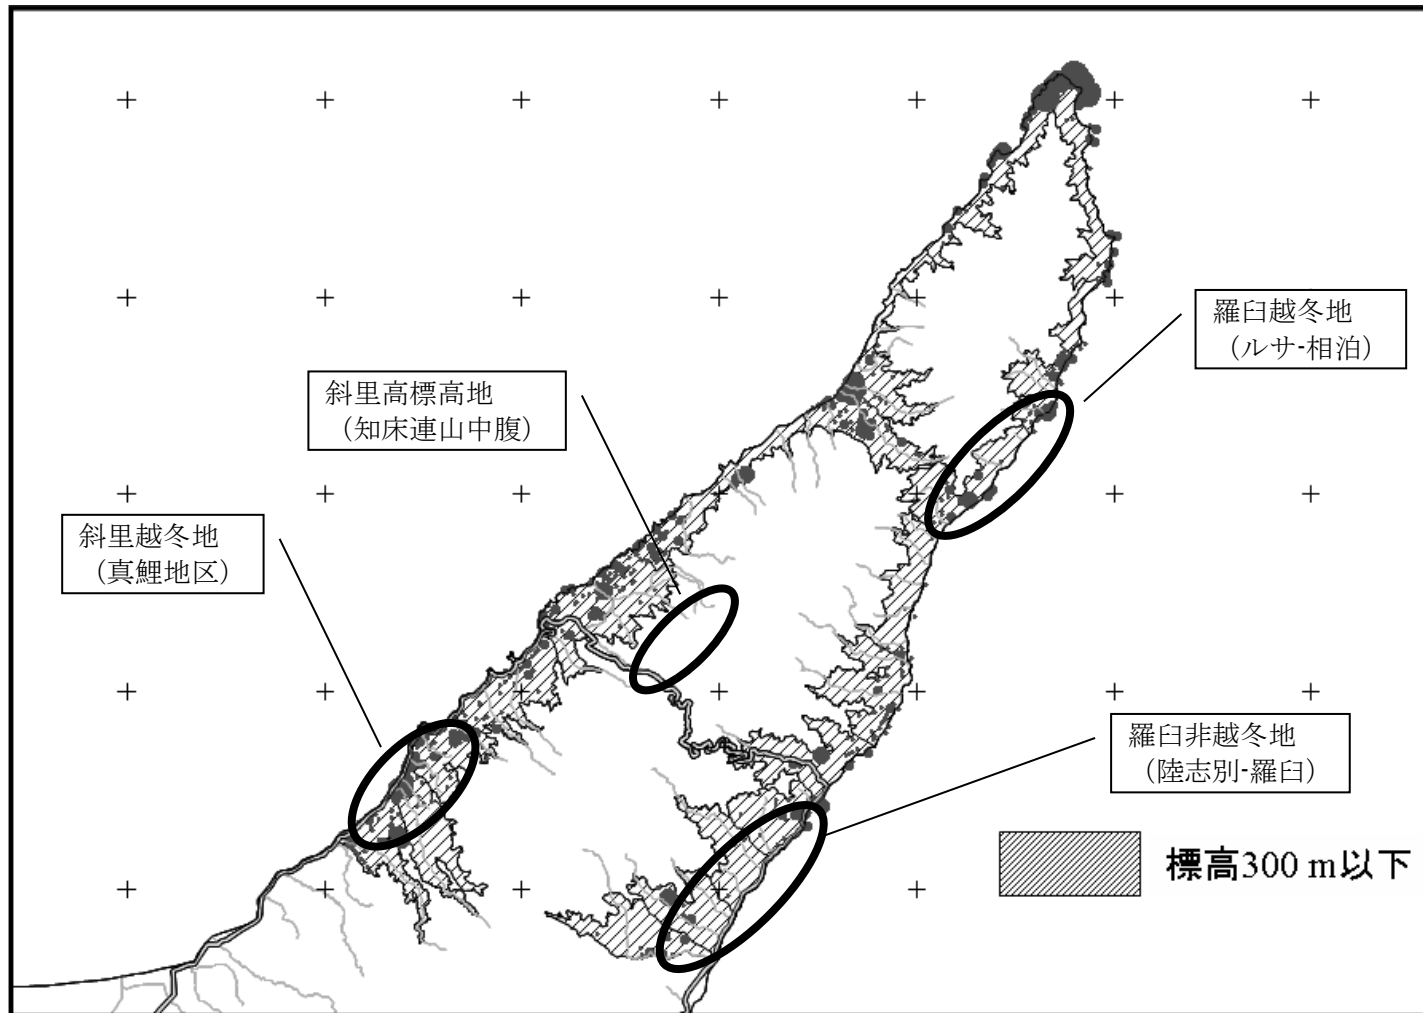 羅臼越冬地
（ルサ-相泊）
斜里高標高地
（知床連山中腹）
斜里越冬地
（真鯉地区）
羅臼非越冬地
（陸志別-羅臼）
標高300 m以下